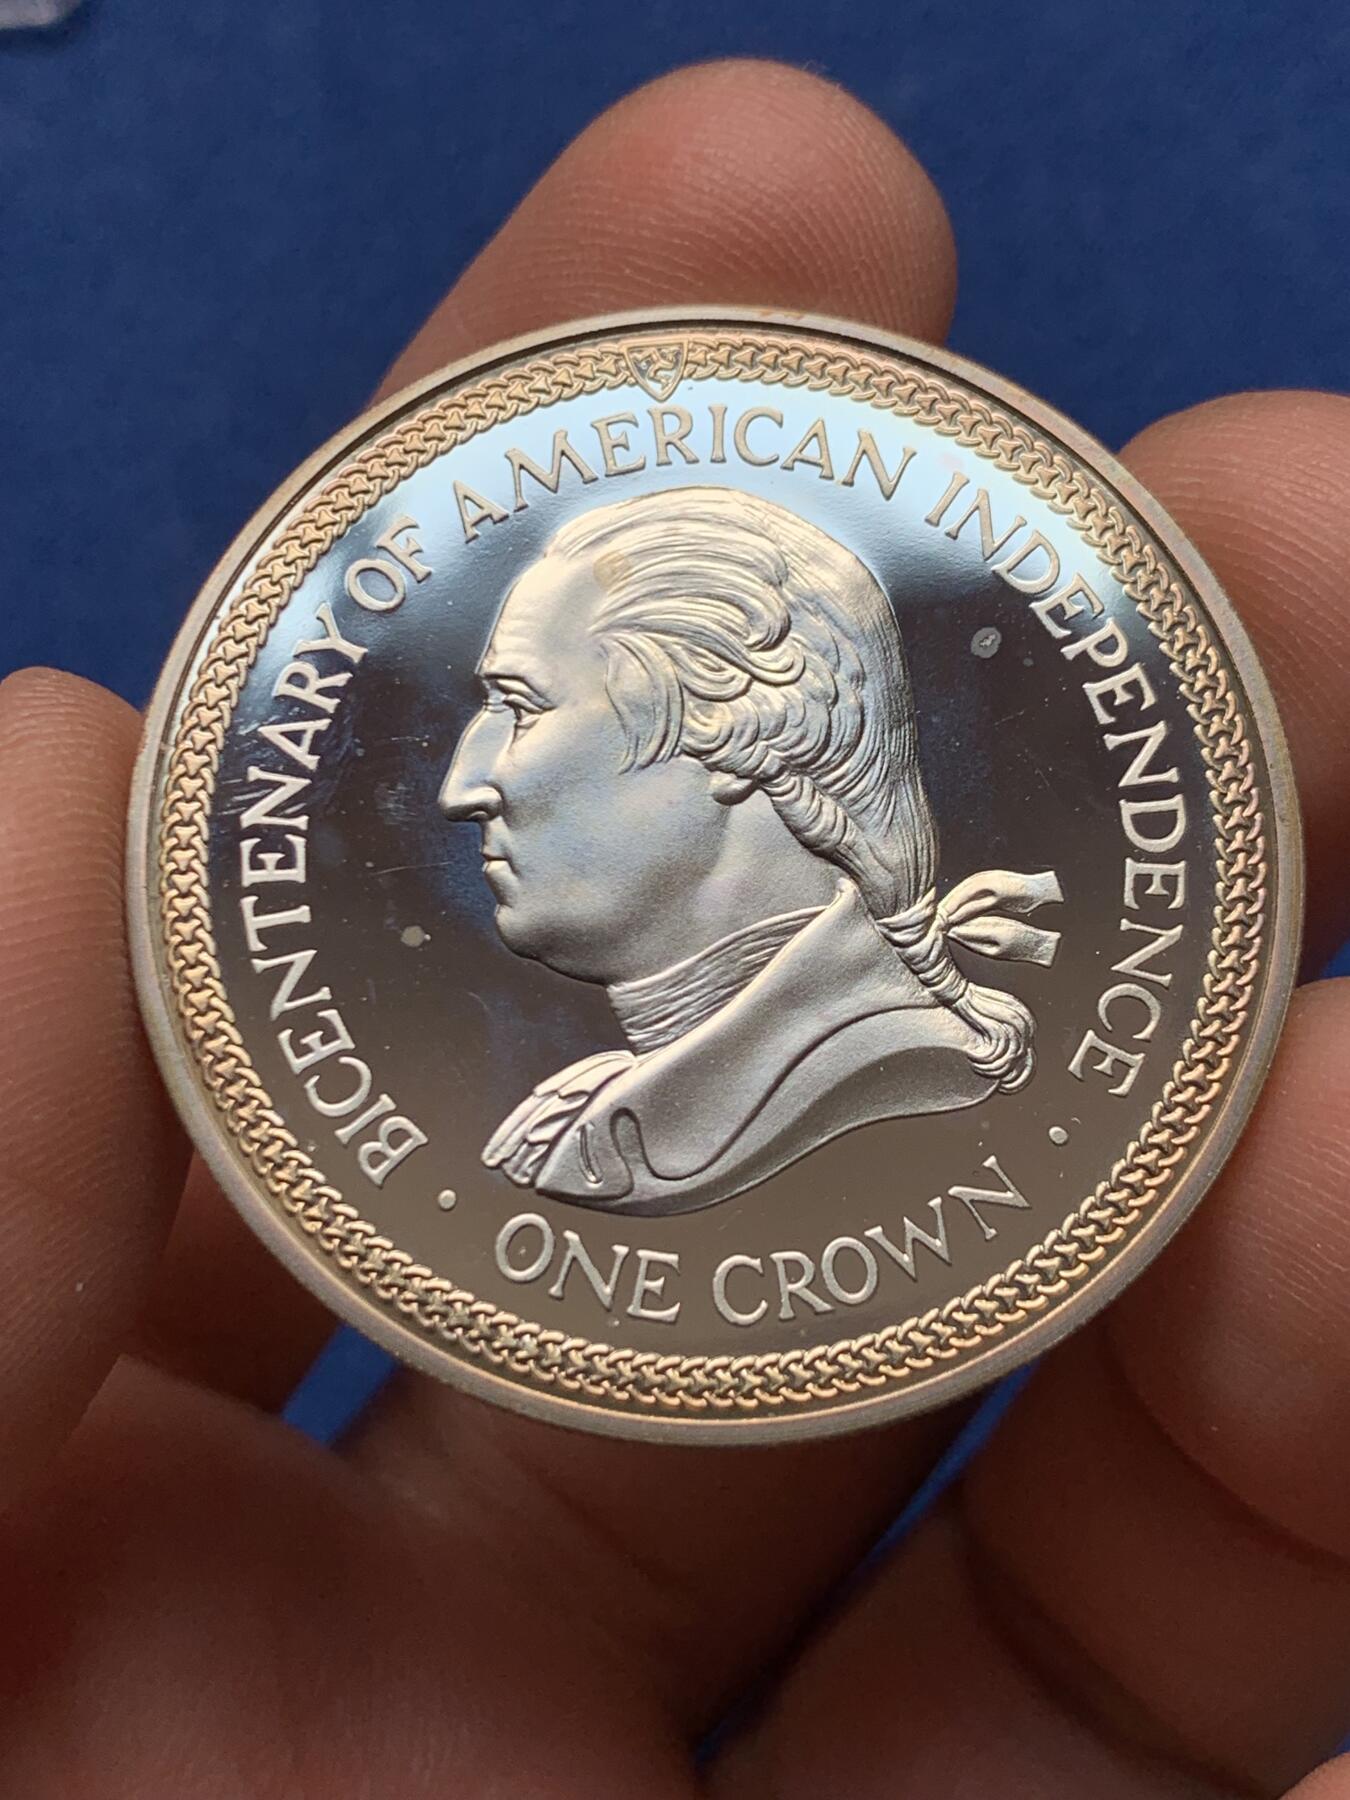 BICENTENARY OF AMERICAN INDEPENDENCE
· ONE CROWN ·